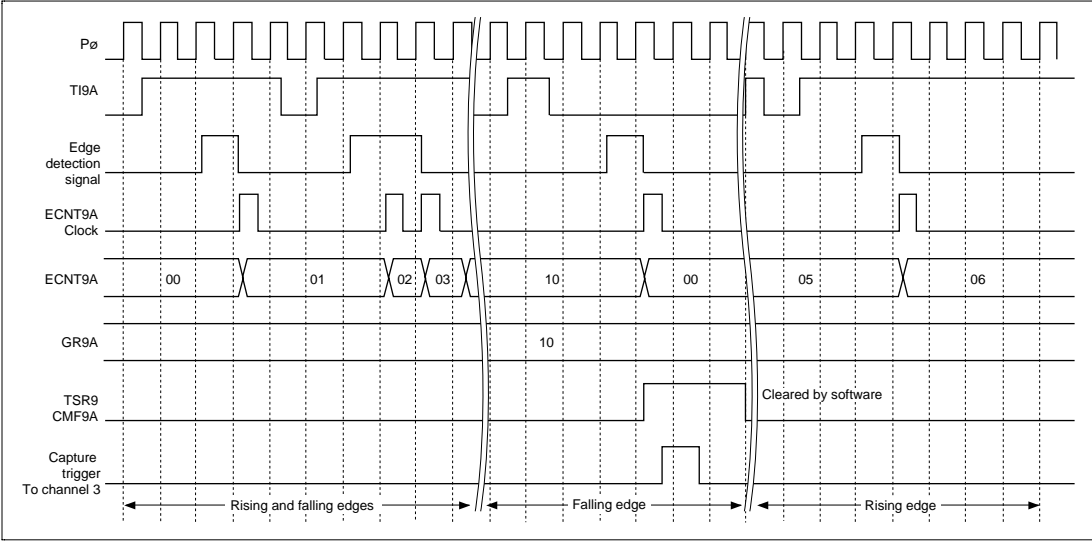 Pø
TI9A
Edge
detection
signal
ECNT9A
Clock
ECNT9A
00
01
02
03
10
00
05
06
GR9A
10
TSR9
CMF9A
Cleared by software
Capture
trigger
To channel 3
Rising and falling edges
Falling edge
Rising edge